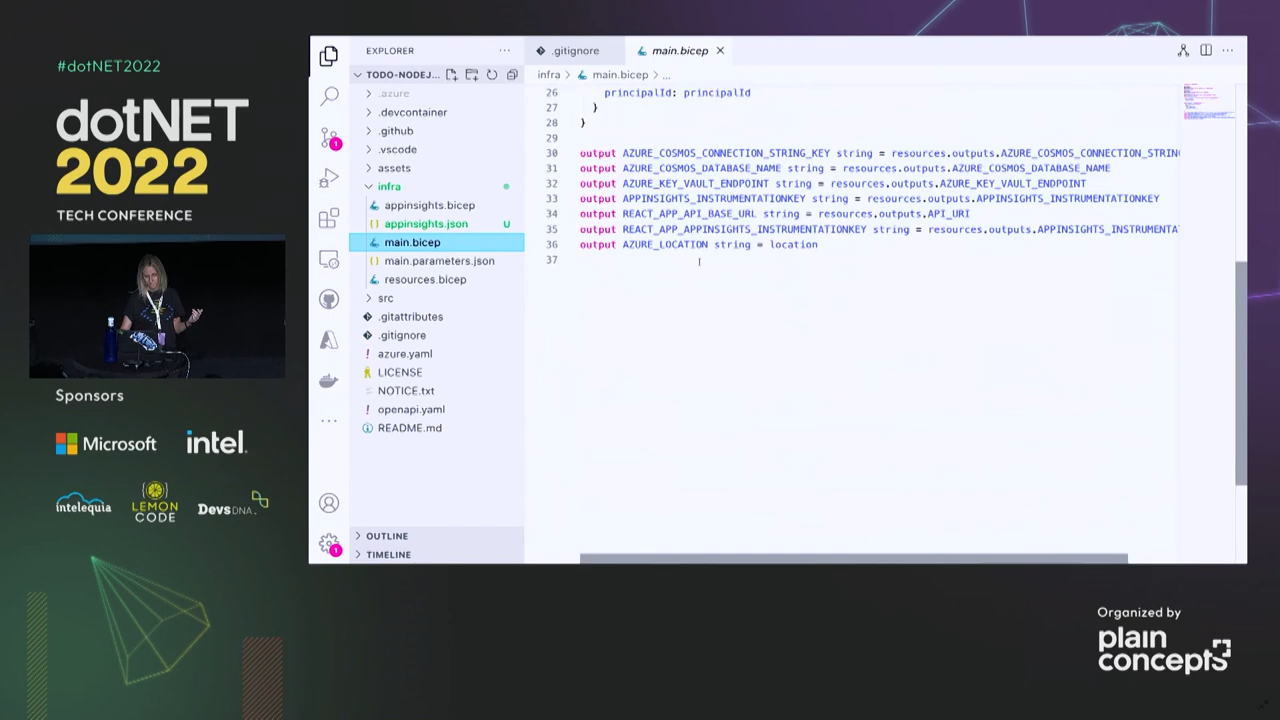 #dotNET2022
dotNET
2022
TECH CONFERENCE
Sponsors
Microsoft
intel.
intelequia
LEMON
CODE
DevsDNA.
EXPLORER
TODO-NODEJ...
.azure
.devcontainer
.github
.vscode
assets
infra
appinsights.bicep
appinsights.json U
main.bicep
main.parameters.json
resources.bicep
src
.gitattributes
.gitignore
azure.yaml
LICENSE
NOTICE.txt
openapi.yaml
README.md
OUTLINE
TIMELINE
1
1
.gitignore
main.bicep
infra > main.bicep > ...
26 principalId: principalId
27 }
28 }
29
30 output AZURE_COSMOS_CONNECTION_STRING_KEY string = resources.outputs.AZURE_COSMOS_CONNECTION_STRIN
31 output AZURE_COSMOS_DATABASE_NAME string = resources.outputs.AZURE_COSMOS_DATABASE_NAME
32 output AZURE_KEY_VAULT_ENDPOINT string = resources.outputs.AZURE_KEY_VAULT_ENDPOINT
33 output APPINSIGHTS_INSTRUMENTATIONKEY string = resources.outputs.APPINSIGHTS_INSTRUMENTATIONKEY
34 output REACT_APP_API_BASE_URL string = resources.outputs.API_URI
35 output REACT_APP_APPINSIGHTS_INSTRUMENTATIONKEY string = resources.outputs.APPINSIGHTS_INSTRUMENTA
36 output AZURE_LOCATION string = location
37
Organized by
plain
concepts